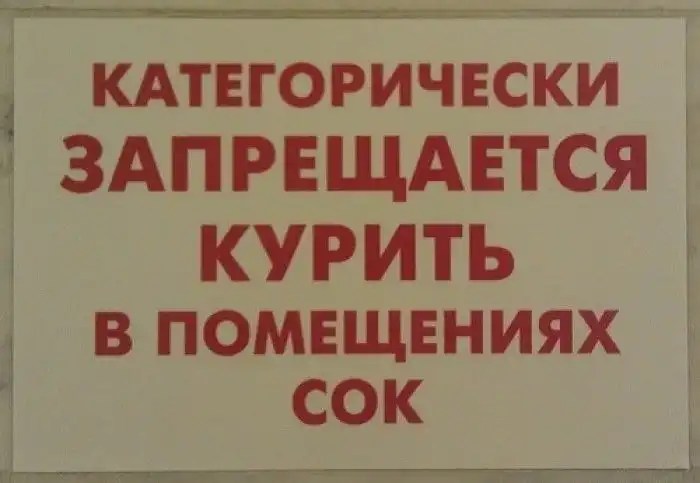 КАТЕГОРИЧЕСКИ
ЗАПРЕЩАЕТСЯ
КУРИТЬ
В ПОМЕЩЕНИЯХ
СОК